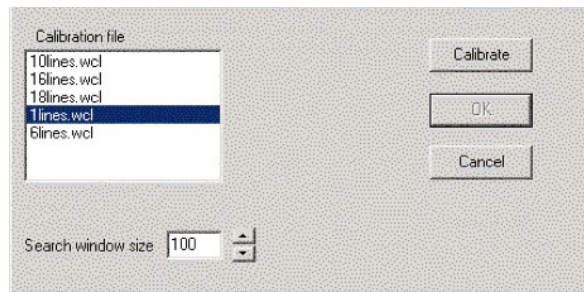 Calibration file
10lines.wcl
16lines.wcl
18lines.wcl
1lines.wcl
6lines.wcl
Calibrate
OK
Cancel
Search window size 100